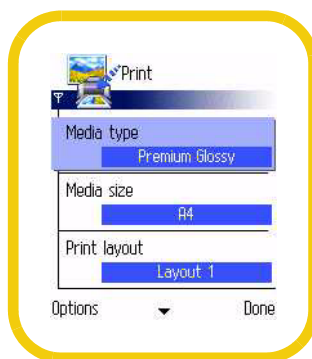 Print
Media type
Premium Glossy
Media size
A4
Print layout
Layout 1
Options Done